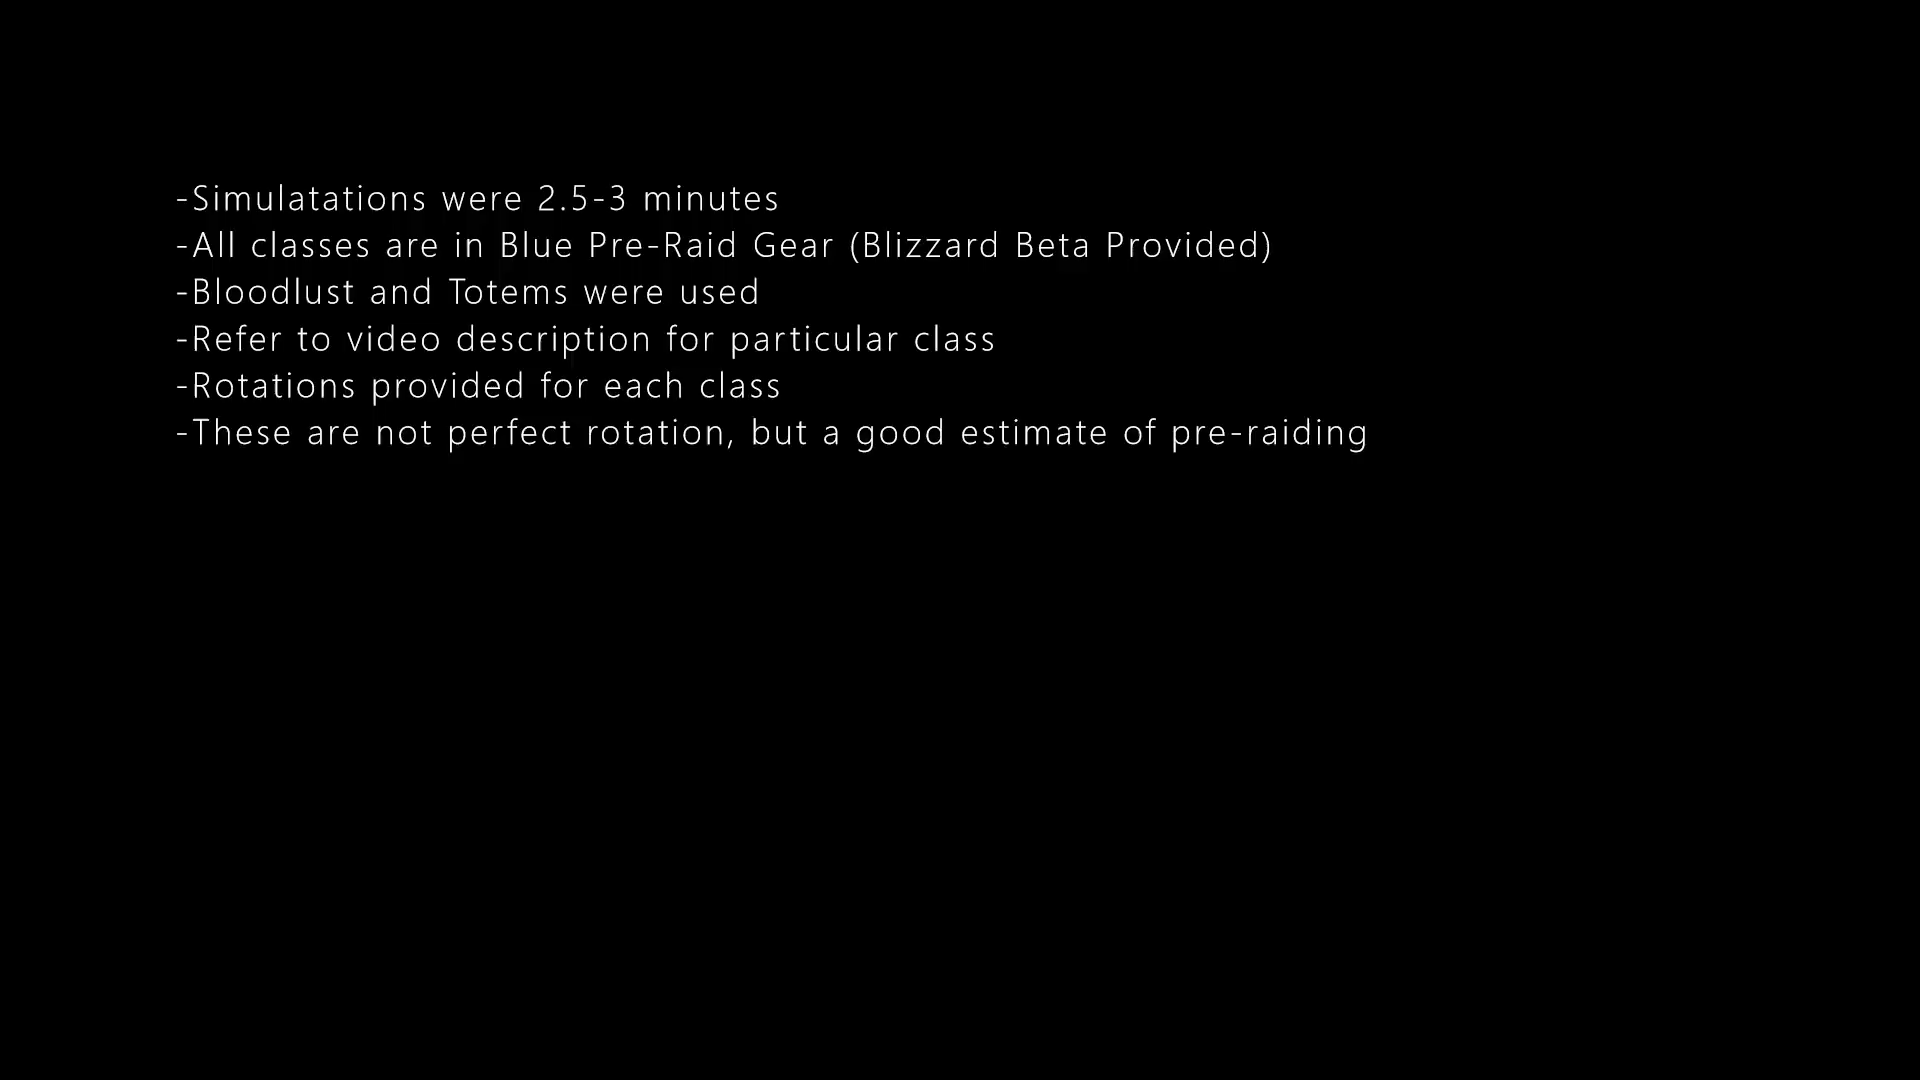 -Simulatations were 2.5-3 minutes
-All classes are in Blue Pre-Raid Gear (Blizzard Beta Provided)
-Bloodlust and Totems were used
-Refer to video description for particular class
-Rotations provided for each class
-These are not perfect rotation, but a good estimate of pre-raiding